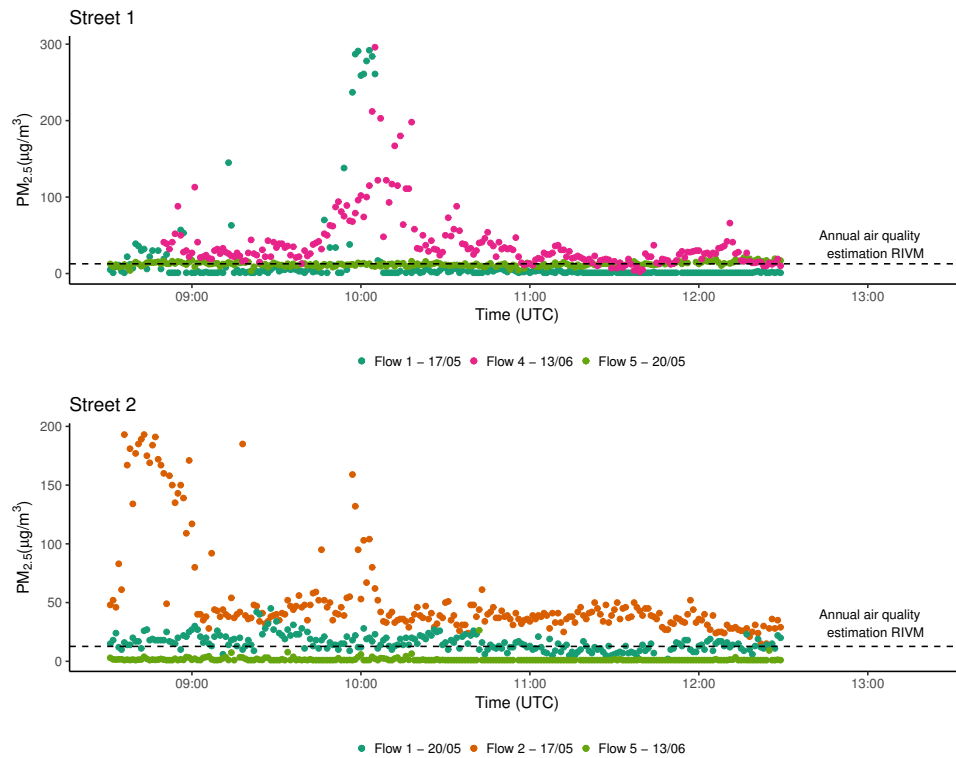 Street 1
300
200
100
0
PM2.5(µg/m3)
Annual air quality
estimation RIVM
09:00
10:00
11:00
12:00
13:00
Time (UTC)
Flow 1 − 17/05
Flow 4 − 13/06
Flow 5 − 20/05
Street 2
200
150
100
50
0
PM2.5(µg/m3)
Annual air quality
estimation RIVM
09:00
10:00
11:00
12:00
13:00
Time (UTC)
Flow 1 − 20/05
Flow 2 − 17/05
Flow 5 − 13/06